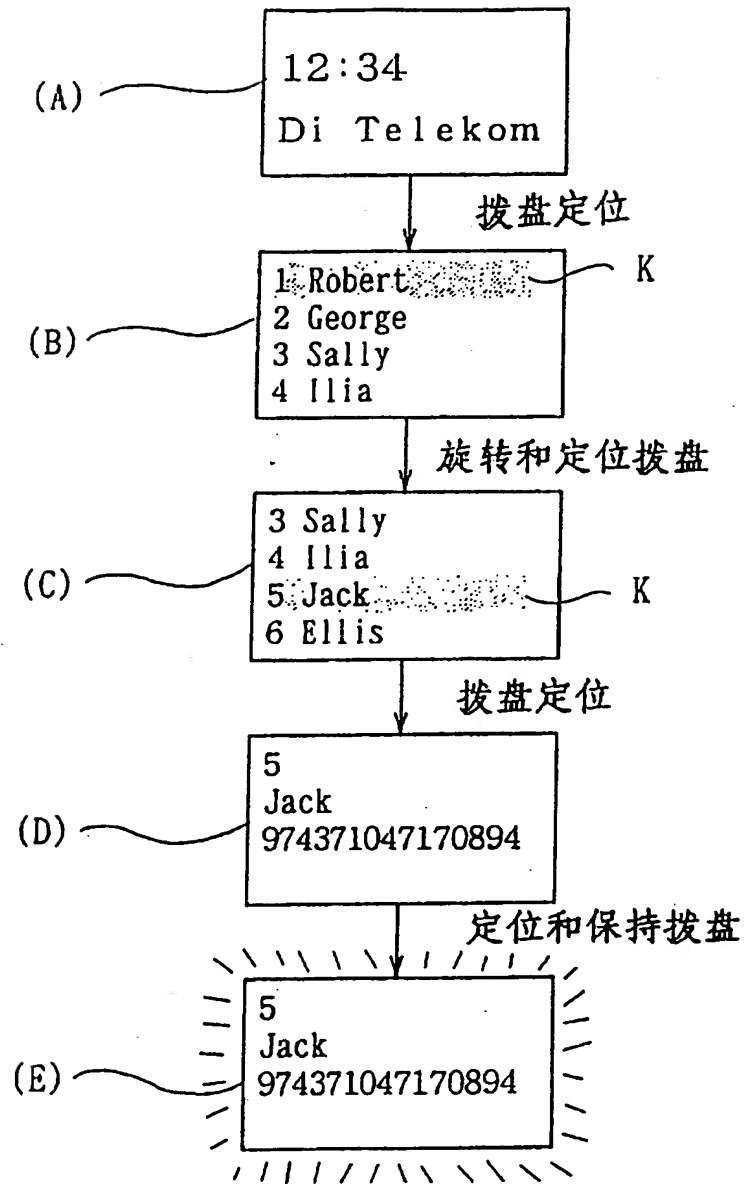 12:34
(A)
Di Telekom
拨盘定位
1 Robert
K
2 George
(B)
3 Sally
4 Ilia
旋转和定位拨盘
3 Sally
4 Ilia
(C)
5 Jack
K
6 Ellis
拨盘定位
5
Jack
(D)
974371047170894
定位和保持拨盘
5
Jack
(E)
974371047170894